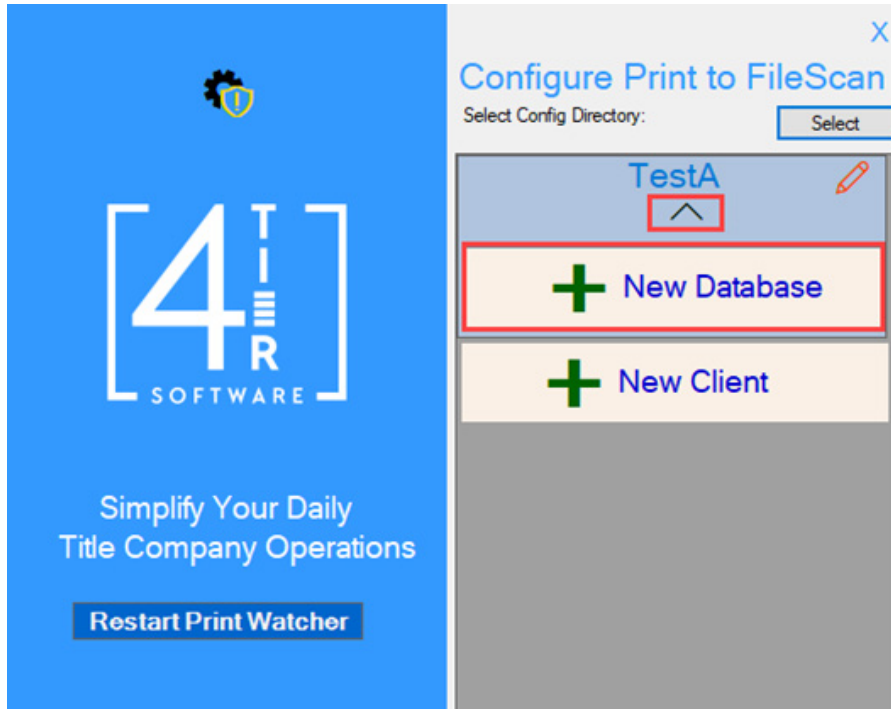 4
TIER
SOFTWARE
Simplify Your Daily
Title Company Operations
Restart Print Watcher
X
Configure Print to FileScan
Select Config Directory:
Select
TestA
New Database
New Client